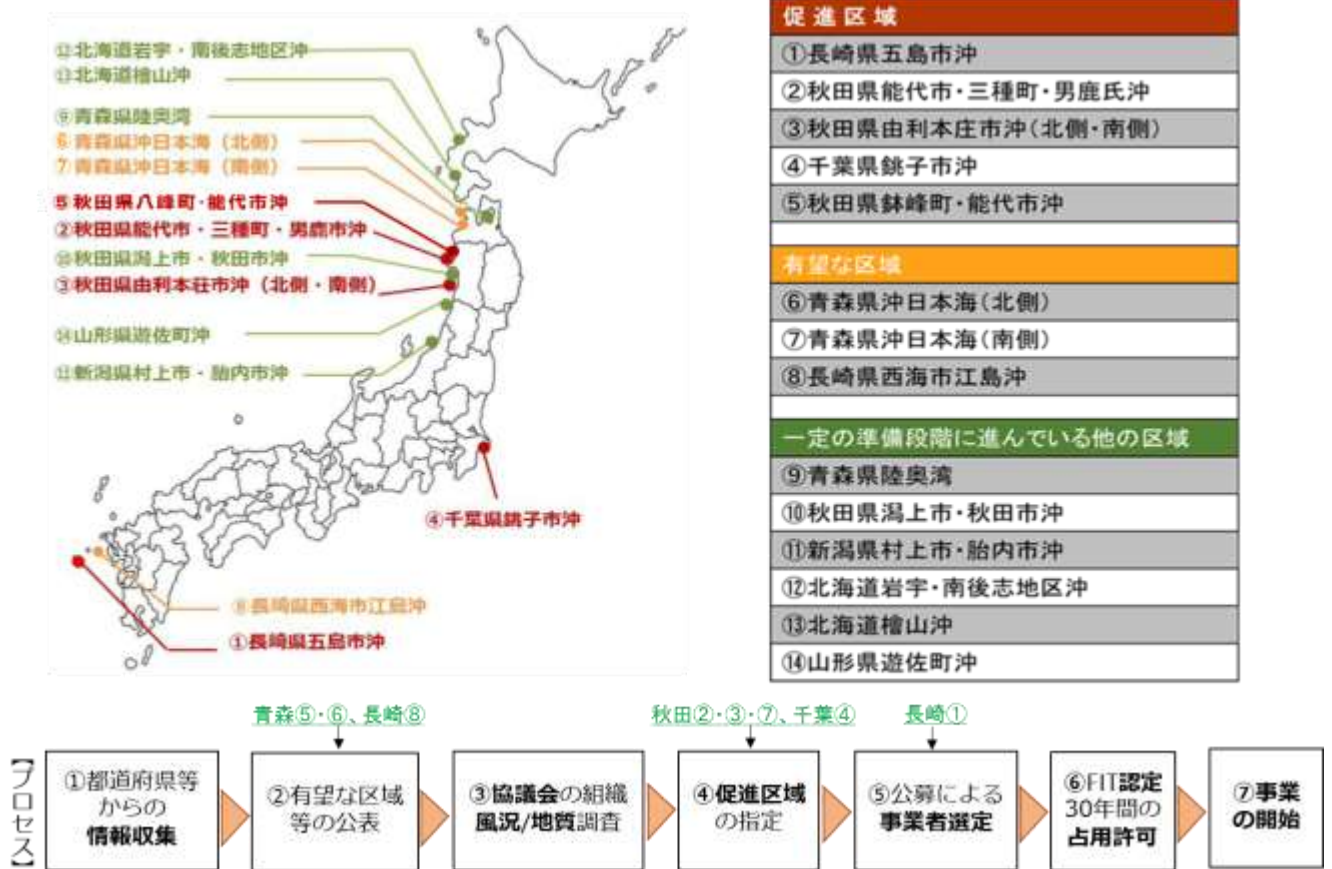 ⑫北海道岩宇・南後志地区沖
⑬北海道檜山沖
⑨青森県陸奥湾
⑥青森県沖日本海（北側）
⑦青森県沖日本海（南側）
⑤秋田県八峰町・能代市沖
②秋田県能代市・三種町・男鹿市沖
⑩秋田県潟上市・秋田市沖
③秋田県由利本荘市沖（北側・南側）
⑭山形県遊佐町沖
⑪新潟県村上市・胎内市沖
④千葉県銚子市沖
⑧長崎県西海市江島沖
①長崎県五島市沖
促進区域
①長崎県五島市沖
②秋田県能代市・三種町・男鹿氏沖
③秋田県由利本庄市沖（北側・南側）
④千葉県銚子市沖
⑤秋田県鉢峰町・能代市沖
有望な区域
⑥青森県沖日本海（北側）
⑦青森県沖日本海（南側）
⑧長崎県西海市江島沖
一定の準備段階に進んでいる他の区域
⑨青森県陸奥湾
⑩秋田県潟上市・秋田市沖
⑪新潟県村上市・胎内市沖
⑫北海道岩宇・南後志地区沖
⑬北海道檜山沖
⑭山形県遊佐町沖
青森⑤・⑥、長崎⑧
秋田②・③・⑦、千葉④
長崎①
【プロセス】
①都道府県等
からの
情報収集
②有望な区域
等の公表
③協議会の組織
風況/地質調査
④促進区域
の指定
⑤公募による
事業者選定
⑥FIT認定
30年間の
占用許可
⑦事業
の開始